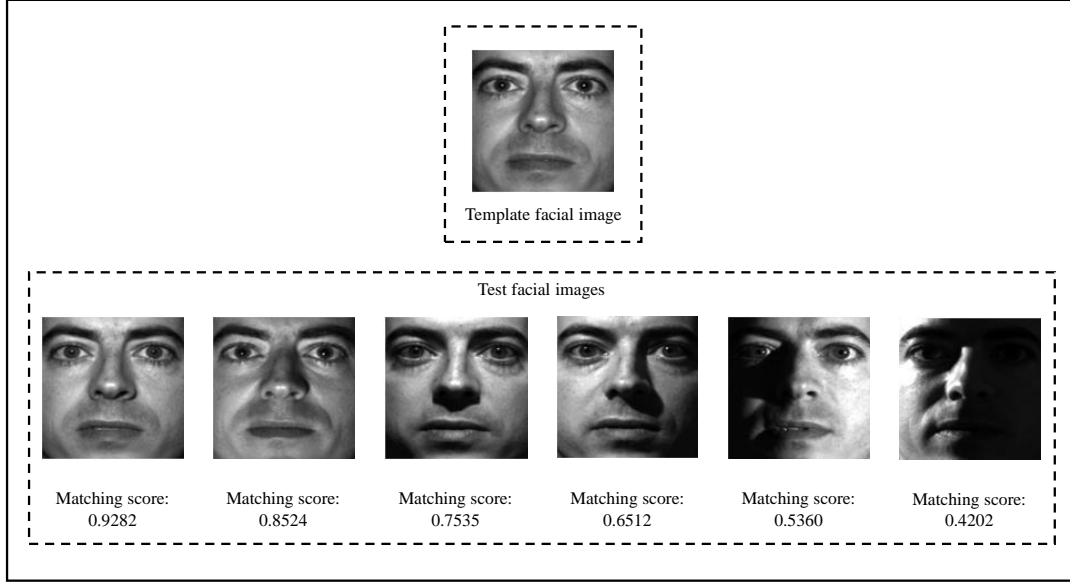 Template facial image
Test facial images
Matching score:
0.9282
Matching score:
0.8524
Matching score:
0.7535
Matching score:
0.6512
Matching score:
0.5360
Matching score:
0.4202